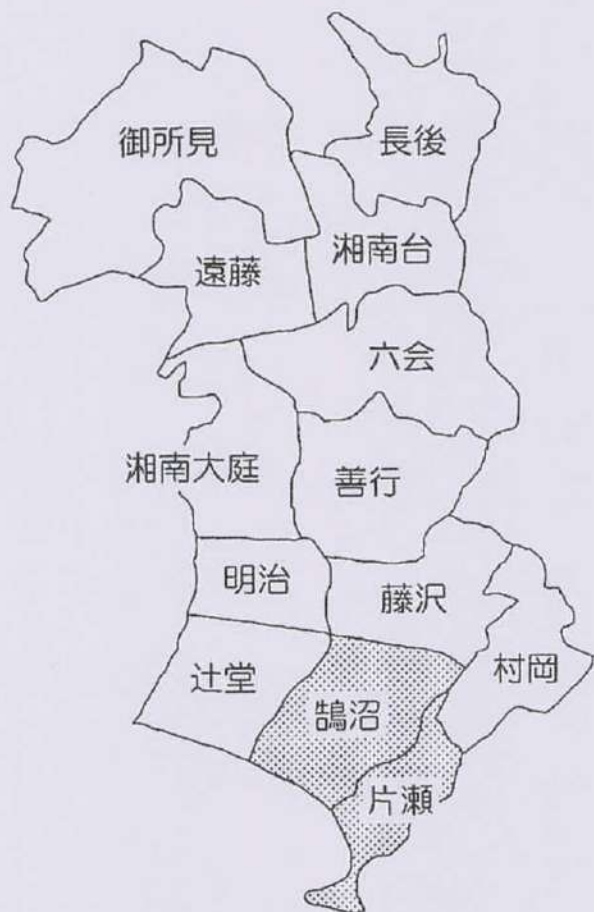 御所見
長後
遠藤
湘南台
六会
湘南大庭
善行
明治
藤沢
辻堂
鵠沼
村岡
片瀬